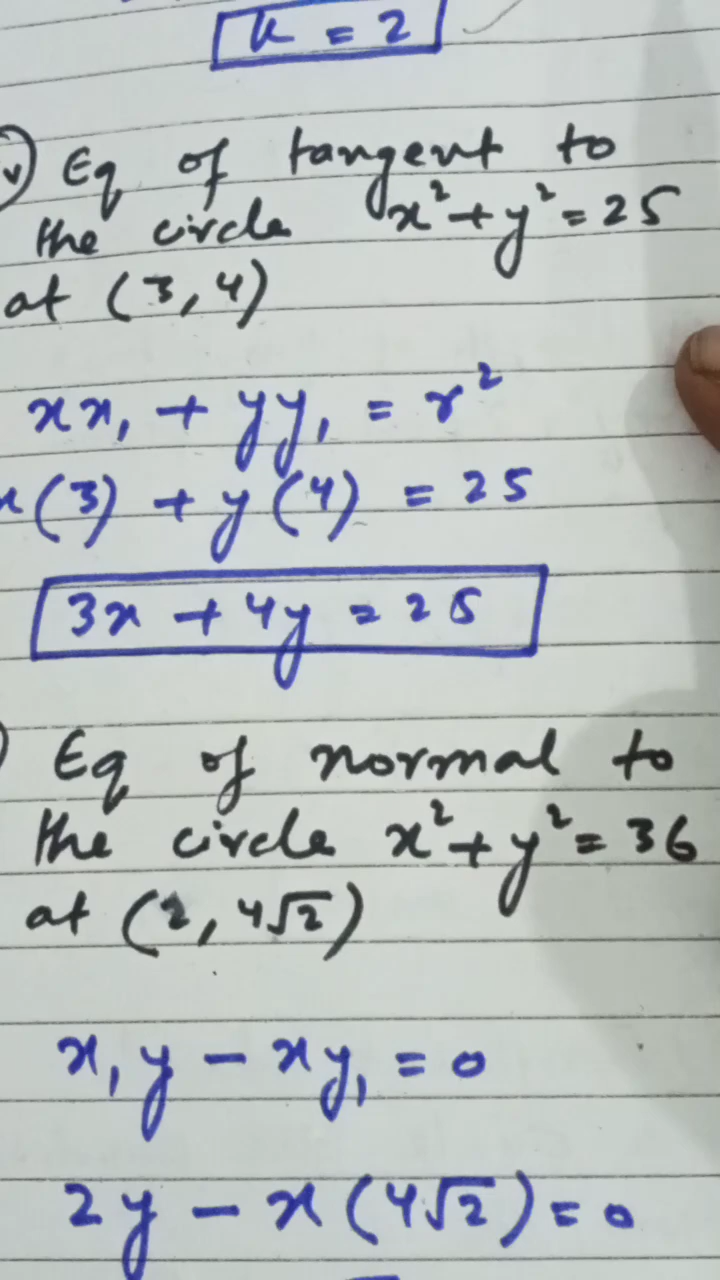 k = 2
v) Eq of tangent to
the circle x²+y²=25
at (3,4)
xx₁ + yy₁ = r²
x(3) + y(4) = 25
3x + 4y = 25
) Eq of normal to
the circle x²+y²=36
at (2,4√2)
x₁y - xy₁ = 0
2y - x(4√2)=0